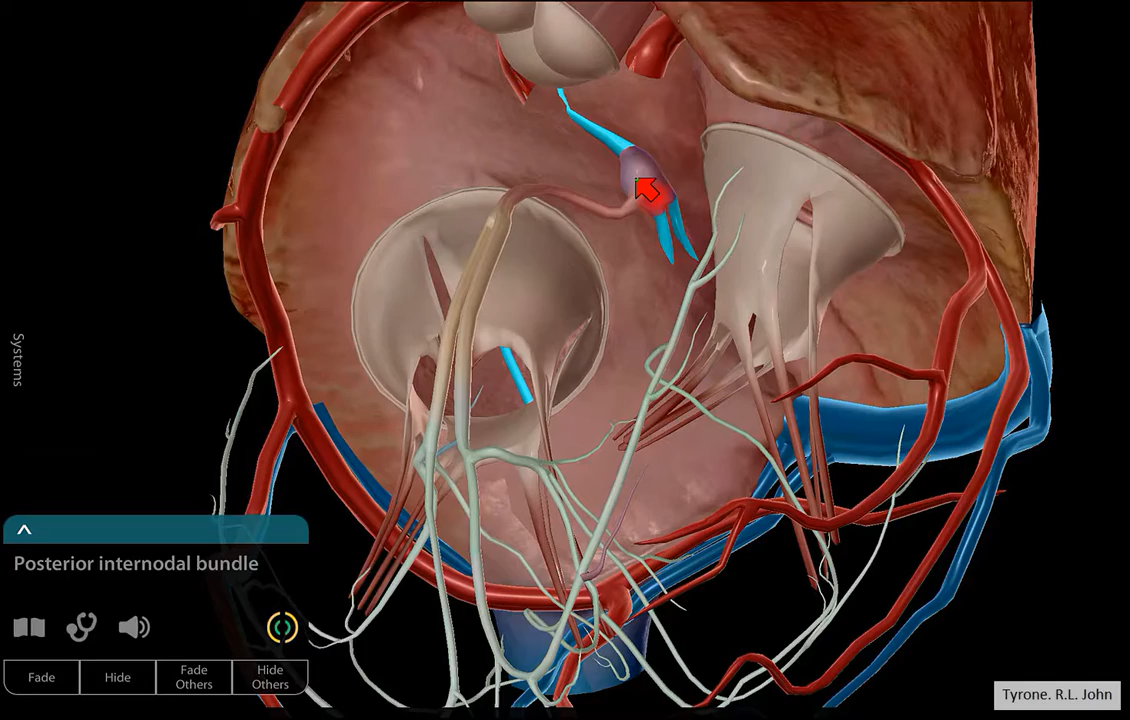 Systems
^
Posterior internodal bundle
Fade
Hide
Fade
Others
Hide
Others
Tyrone. R.L. John